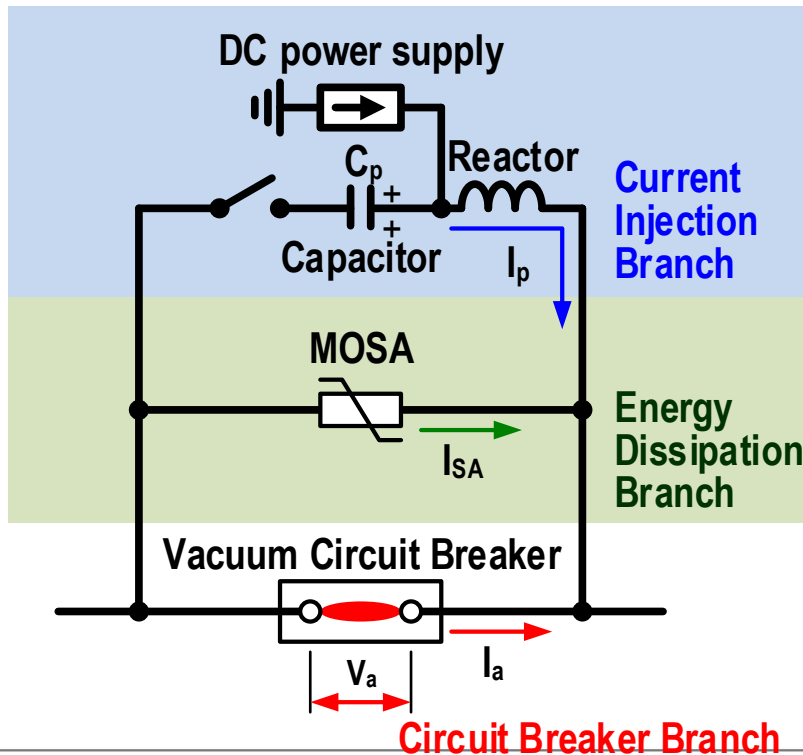 DC power supply
Cp
Reactor
+
+
Capacitor
Ip
Current
Injection
Branch
MOSA
ISA
Energy
Dissipation
Branch
Vacuum Circuit Breaker
Va
Ia
Circuit Breaker Branch